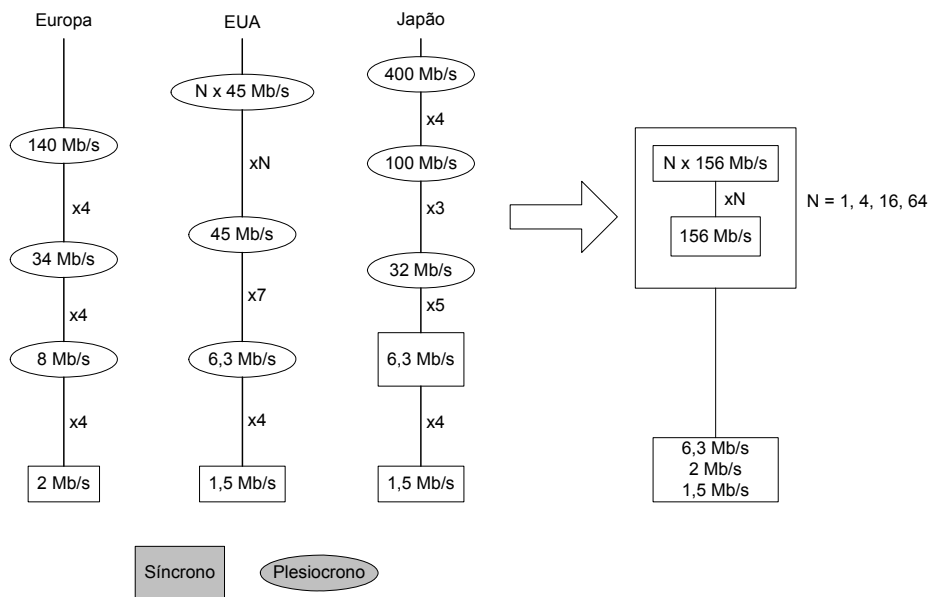 Europa
140 Mb/s
x4
34 Mb/s
x4
8 Mb/s
x4
2 Mb/s
EUA
N x 45 Mb/s
xN
45 Mb/s
x7
6,3 Mb/s
x4
1,5 Mb/s
Japão
400 Mb/s
x4
100 Mb/s
x3
32 Mb/s
x5
6,3 Mb/s
x4
1,5 Mb/s
N x 156 Mb/s
xN
156 Mb/s
N = 1, 4, 16, 64
6,3 Mb/s
2 Mb/s
1,5 Mb/s
Síncrono
Plesiocrono